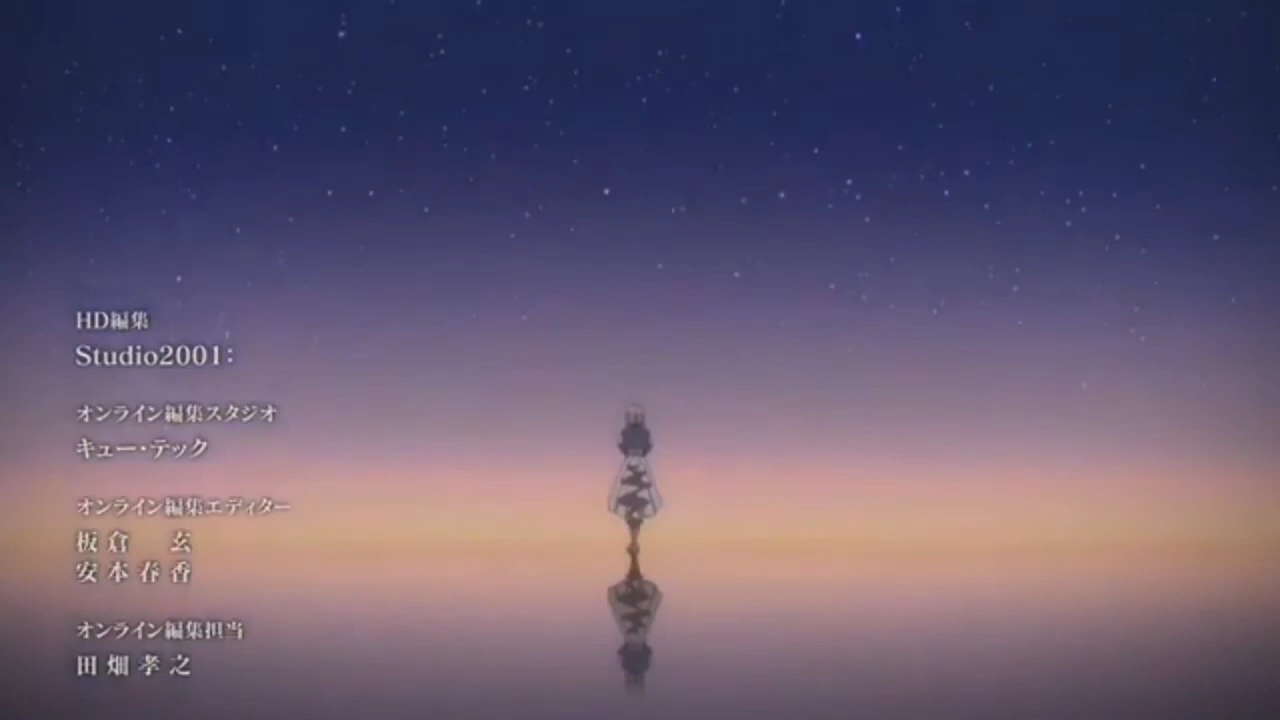 HD編集
Studio2001:
オンライン編集スタジオ
キュー・テック
オンライン編集エディター
板倉 玄
安本春香
オンライン編集担当
田畑孝之